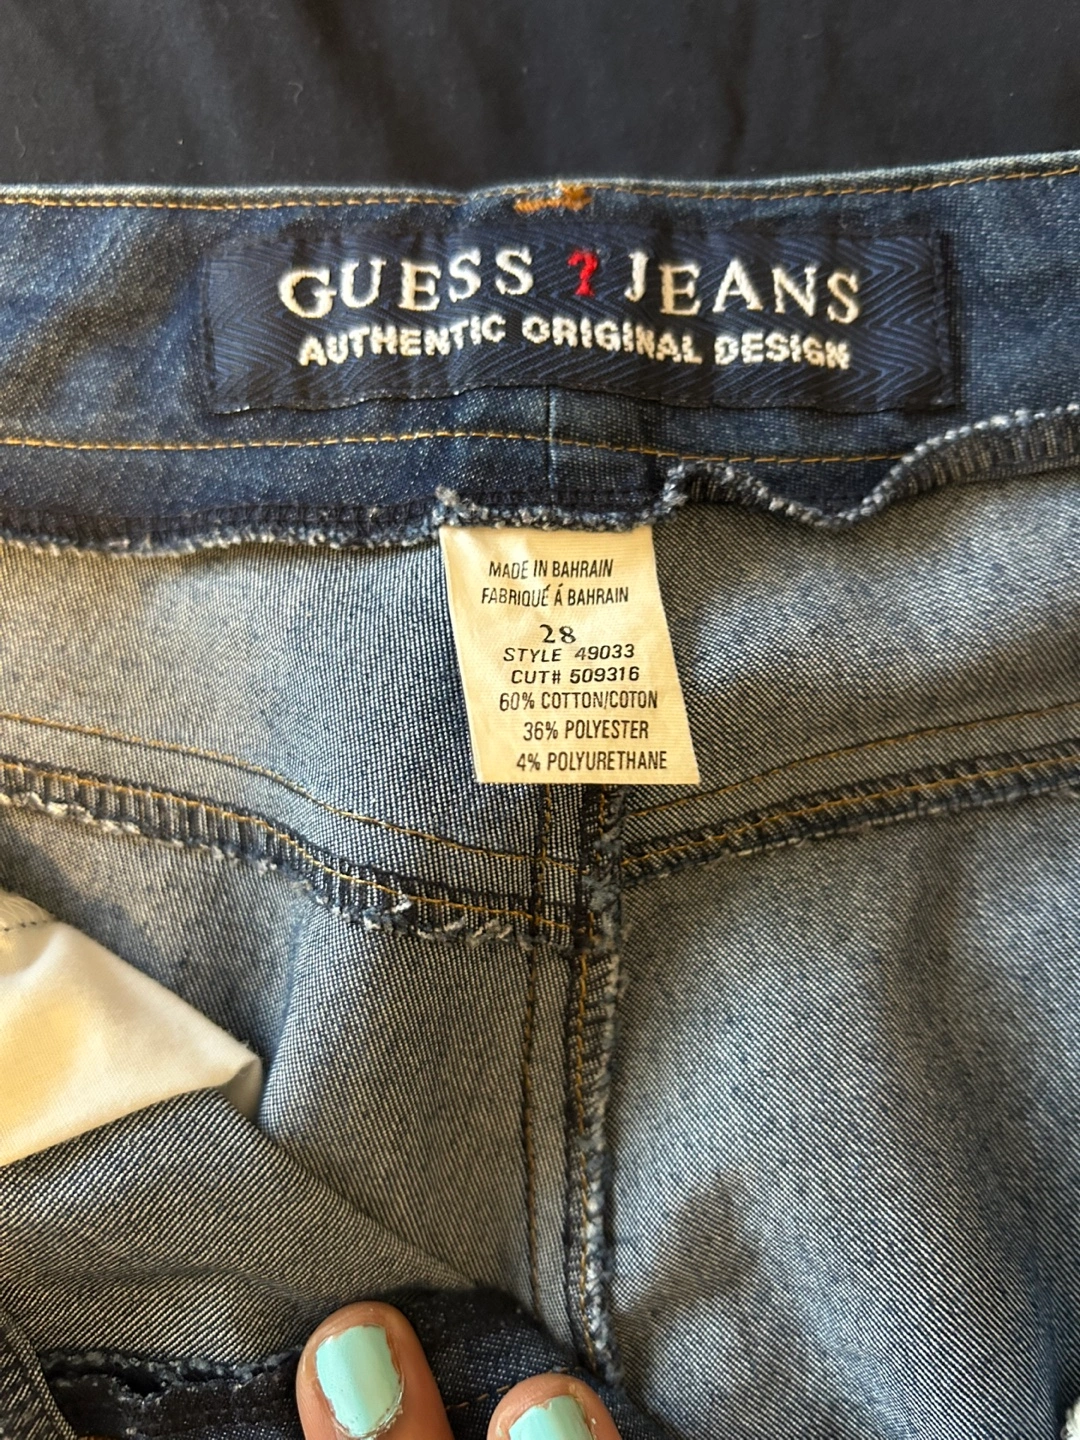 GUESS ? JEANS
AUTHENTIC ORIGINAL DESIGN
MADE IN BAHRAIN
FABRIQUÉ Á BAHRAIN
28
STYLE 49033
CUT# 509316
60% COTTON/COTON
36% POLYESTER
4% POLYURETHANE